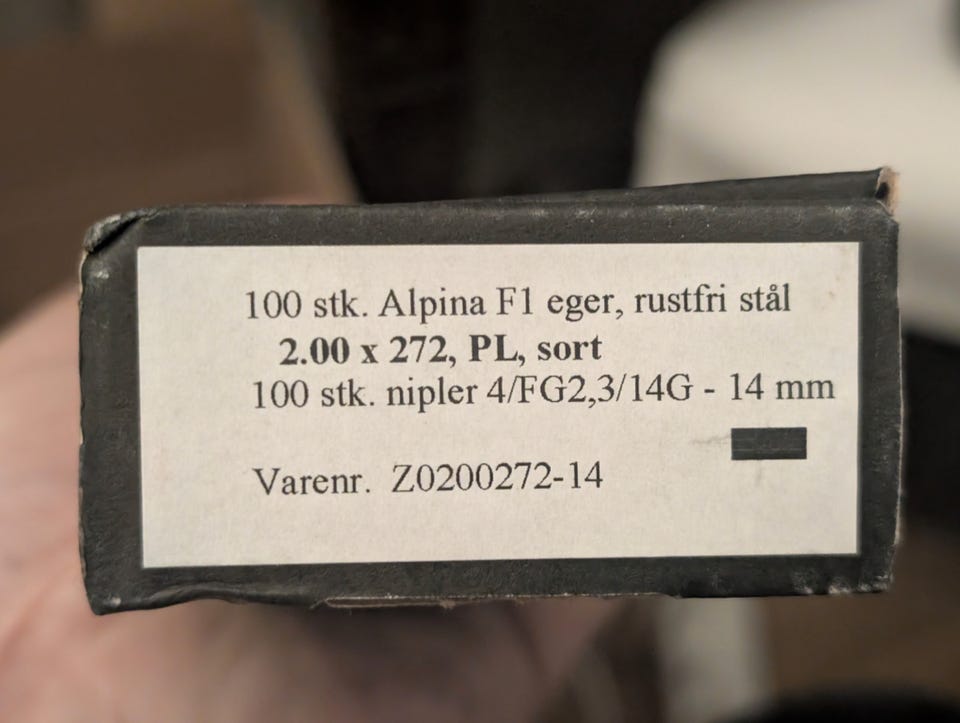 100 stk. Alpina F1 eger, rustfri stål
2.00 x 272, PL, sort
100 stk. nipler 4/FG2,3/14G - 14 mm
Varenr. Z0200272-14